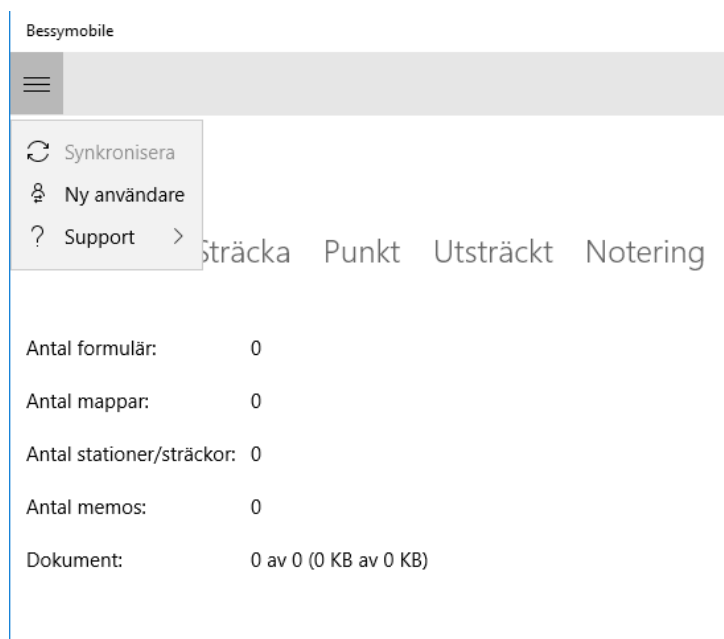 Bessymobile
Synkronisera
Ny användare
Support
Sträcka Punkt Utsträckt Notering
Antal formulär: 0
Antal mappar: 0
Antal stationer/sträckor: 0
Antal memos: 0
Dokument: 0 av 0 (0 KB av 0 KB)